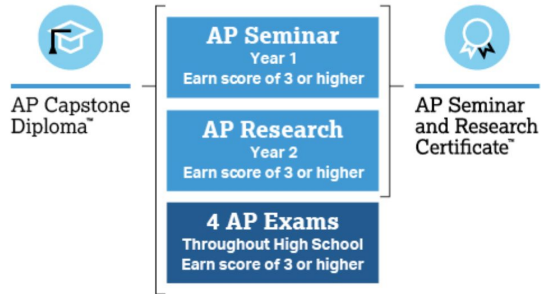 AP Capstone
Diploma™
AP Seminar
Year 1
Earn score of 3 or higher
AP Research
Year 2
Earn score of 3 or higher
4 AP Exams
Throughout High School
Earn score of 3 or higher
AP Seminar
and Research
Certificate™